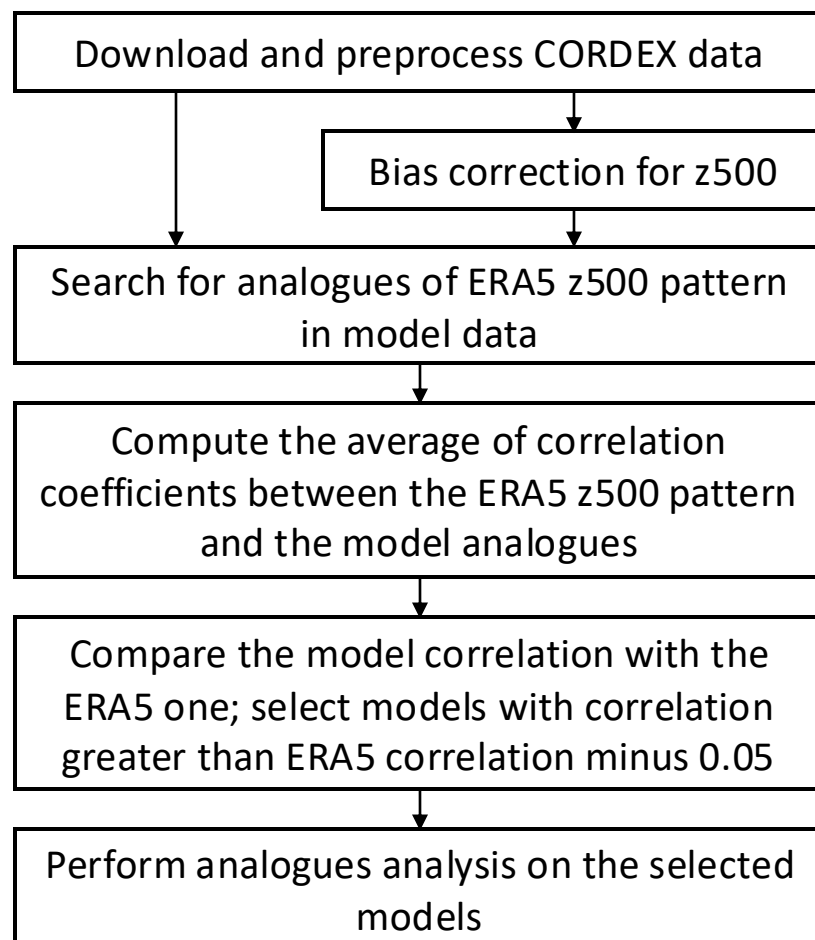 Download and preprocess CORDEX data
Bias correction for z500
Search for analogues of ERA5 z500 pattern
in model data
Compute the average of correlation
coefficients between the ERA5 z500 pattern
and the model analogues
Compare the model correlation with the
ERA5 one; select models with correlation
greater than ERA5 correlation minus 0.05
Perform analogues analysis on the selected
models